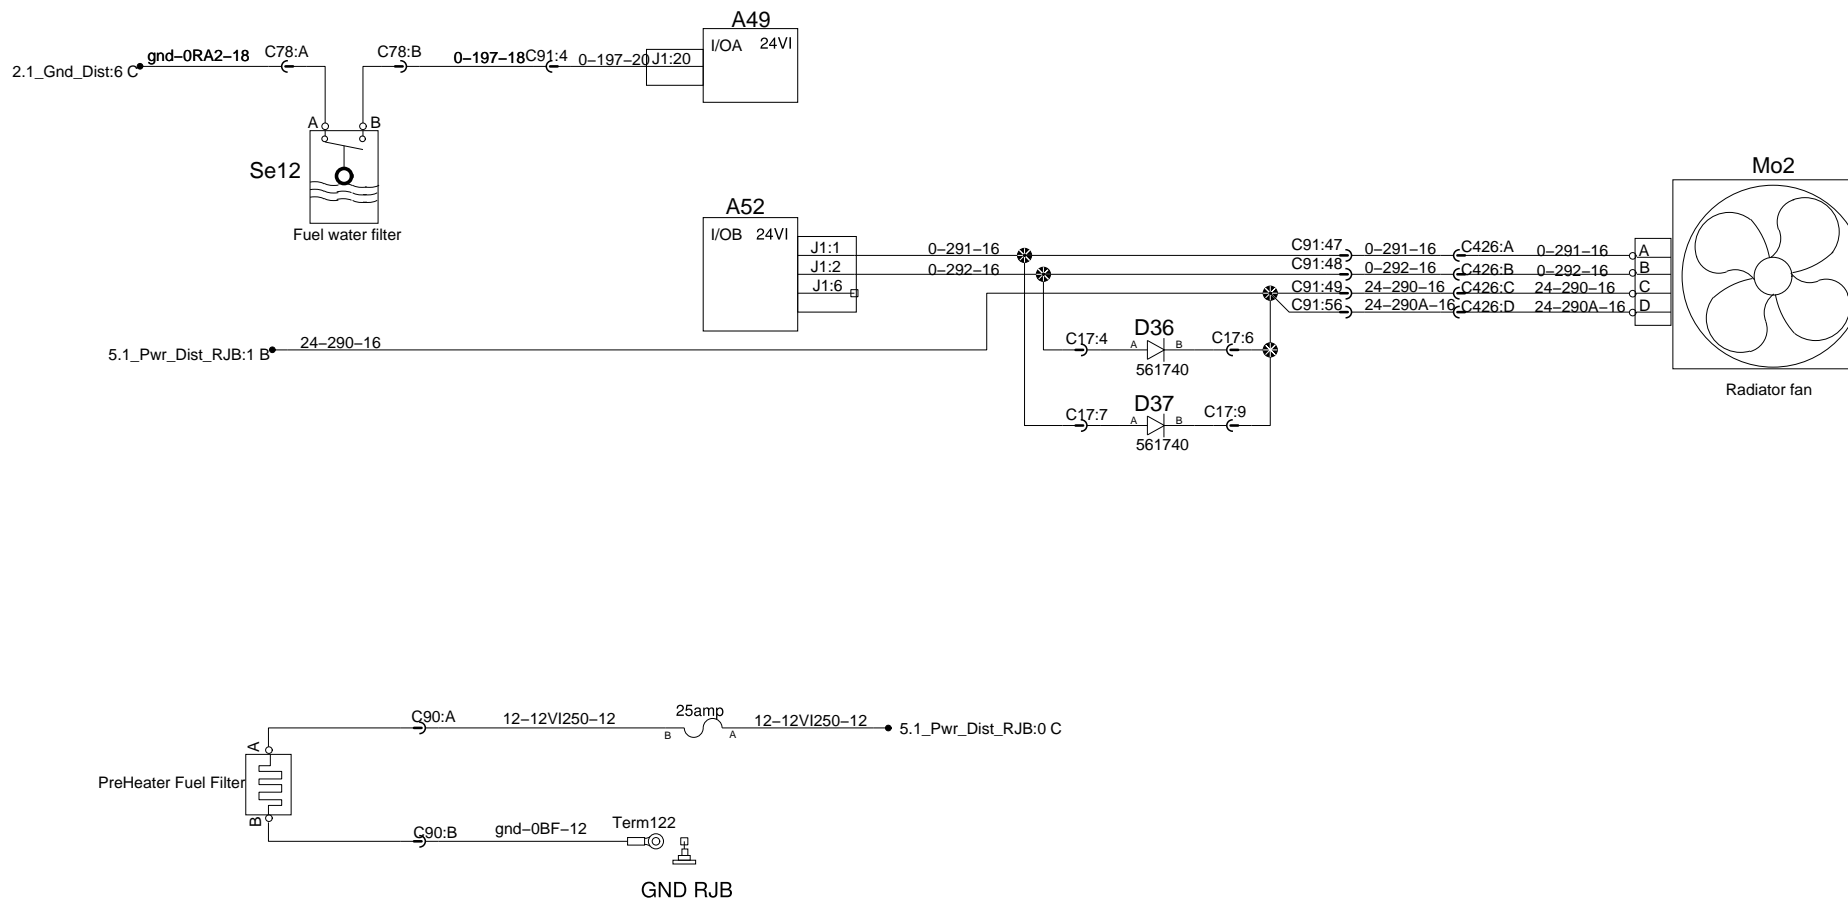 A49
I/OA 24VI
2.1_Gnd_Dist:6 C gnd-0RA2-18 C78:A C78:B 0-197-18 C91:4 0-197-20 J1:20
A B
Se12
Fuel water filter
A52
I/OB 24VI
Mo2
J1:1 0-291-16 C91:47 0-291-16 C426:A 0-291-16 A
J1:2 0-292-16 C91:48 0-292-16 C426:B 0-292-16 B
J1:6 C91:49 24-290-16 C426:C 24-290-16 C
C91:56 24-290A-16 C426:D 24-290A-16 D
5.1_Pwr_Dist_RJB:1 B 24-290-16
C17:4 A D36 B C17:6
561740
Radiator fan
C17:7 A D37 B C17:9
561740
C90:A 12-12VI250-12 B 25amp A 12-12VI250-12 5.1_Pwr_Dist_RJB:0 C
A
PreHeater Fuel Filter
B
C90:B gnd-0BF-12 Term122
GND RJB